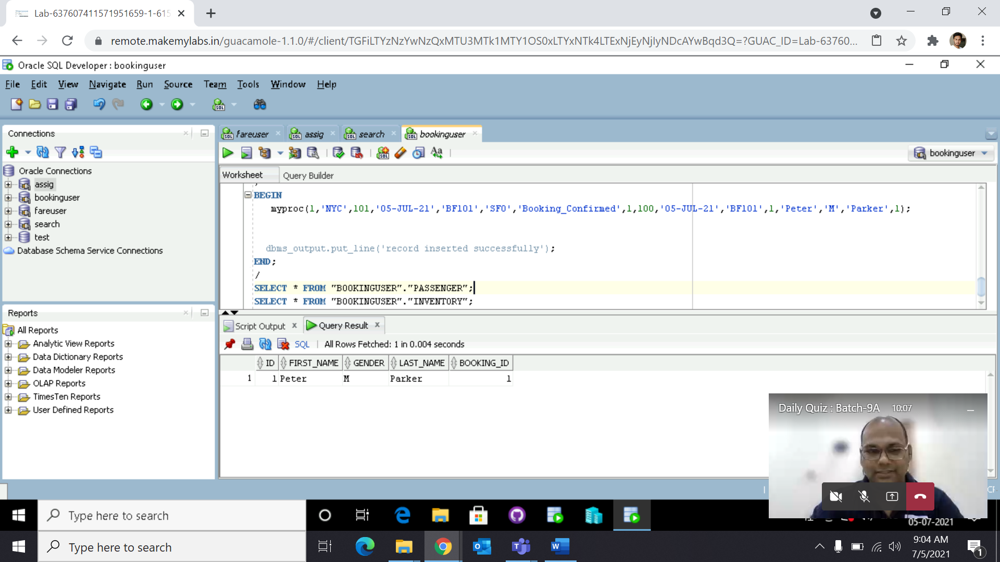 Lab-637607411571951659-1-615
remote.makemylabs.in/guacamole-1.1.0/#/client/TGFiLTYzNzYwNzQxMTU3MTk1MTY1OS0xLTYxNTk4LTExNjEyNjIyNDcAYwBqd3Q=?GUAC_ID=Lab-63760...
Oracle SQL Developer : bookinguser
File Edit View Navigate Run Source Team Tools Window Help
Connections
Oracle Connections
assig
bookinguser
fareuser
search
test
Database Schema Service Connections
Reports
All Reports
Analytic View Reports
Data Dictionary Reports
Data Modeler Reports
OLAP Reports
TimesTen Reports
User Defined Reports
fareuser assig search bookinguser
bookinguser
Worksheet Query Builder
BEGIN
myproc(1,'NYC',101,'05-JUL-21','BF101','SFO','Booking_Confirmed',1,100,'05-JUL-21','BF101',1,'Peter','M','Parker',1);
dbms_output.put_line('record inserted successfully');
END;
/
SELECT * FROM "BOOKINGUSER"."PASSENGER";
SELECT * FROM "BOOKINGUSER"."INVENTORY";
Script Output Query Result
SQL All Rows Fetched: 1 in 0.004 seconds
ID FIRST_NAME GENDER LAST_NAME BOOKING_ID
1 1 Peter M Parker 1
Daily Quiz : Batch-9A 10:07
Type here to search
05-07-2021
Type here to search
9:04 AM
7/5/2021
1